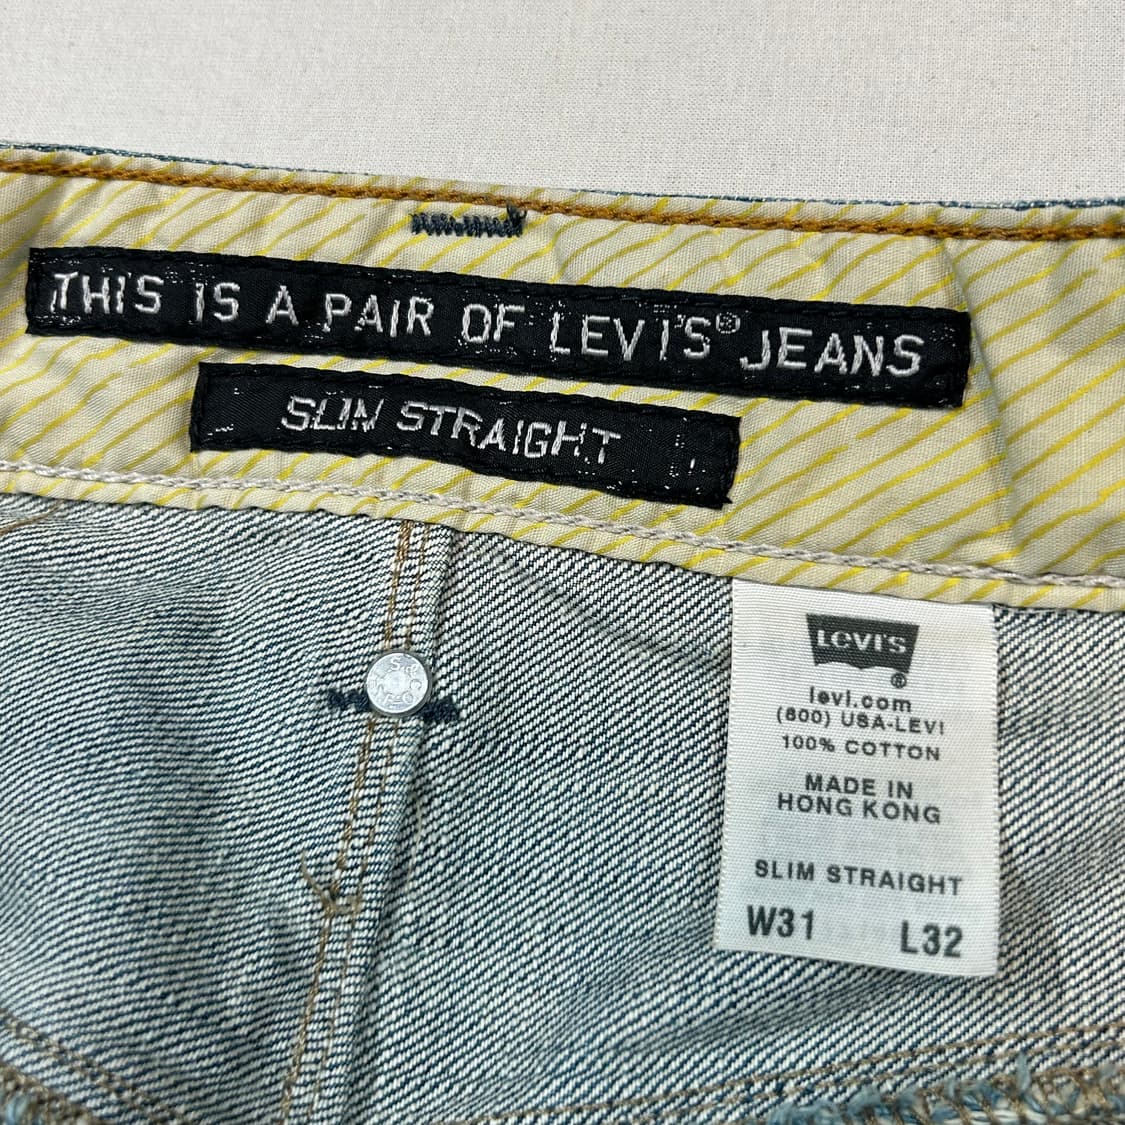 THIS IS A PAIR OF LEVI'S® JEANS
SLIM STRAIGHT
LEVI'S
®
levi.com
(800) USA-LEVI
100% COTTON
MADE IN
HONG KONG
SLIM STRAIGHT
W31 L32